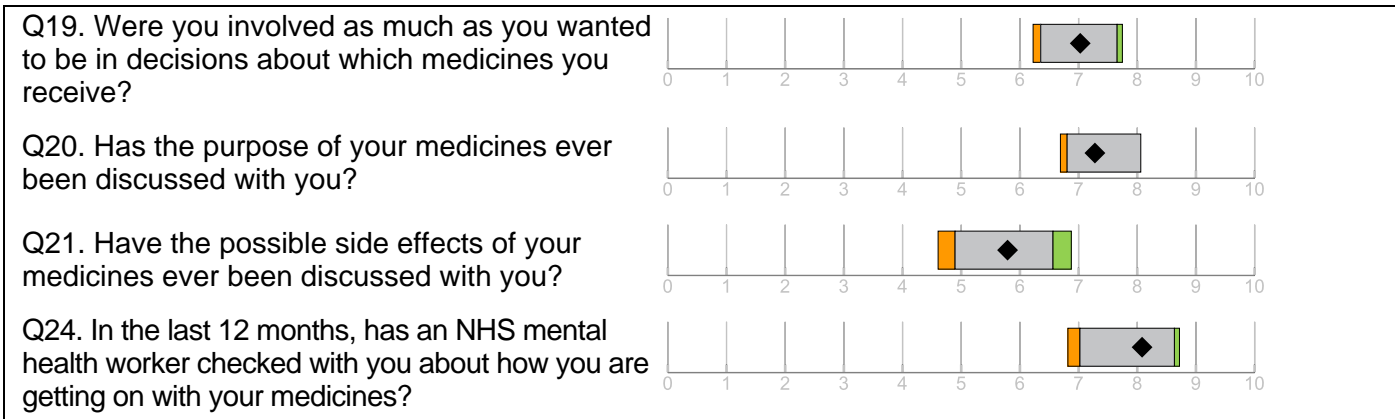 Q19. Were you involved as much as you wanted
to be in decisions about which medicines you
receive?
0 1 2 3 4 5 6 7 8 9 10
Q20. Has the purpose of your medicines ever
been discussed with you?
0 1 2 3 4 5 6 7 8 9 10
Q21. Have the possible side effects of your
medicines ever been discussed with you?
0 1 2 3 4 5 6 7 8 9 10
Q24. In the last 12 months, has an NHS mental
health worker checked with you about how you are
getting on with your medicines?
0 1 2 3 4 5 6 7 8 9 10